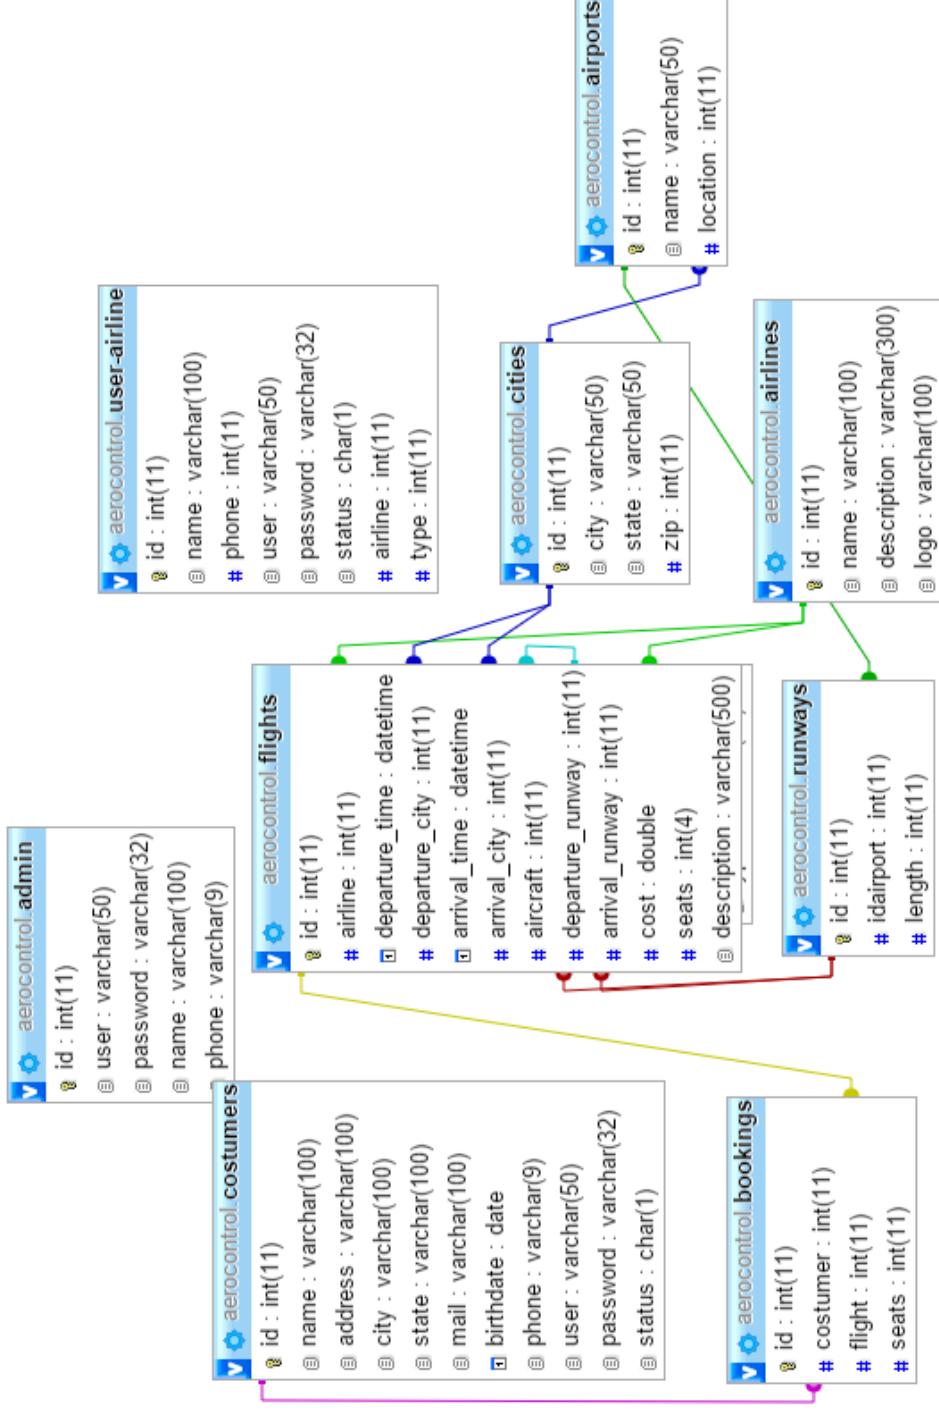 aerocontrol.admin
id : int(11)
user : varchar(50)
password : varchar(32)
name : varchar(100)
phone : varchar(9)
aerocontrol.user-airline
id : int(11)
name : varchar(100)
# phone : int(11)
user : varchar(50)
password : varchar(32)
status : char(1)
# airline : int(11)
# type : int(11)
aerocontrol.costumers
id : int(11)
name : varchar(100)
address : varchar(100)
city : varchar(100)
state : varchar(100)
mail : varchar(100)
birthdate : date
phone : varchar(9)
user : varchar(50)
password : varchar(32)
status : char(1)
aerocontrol.flights
id : int(11)
# airline : int(11)
departure_time : datetime
# departure_city : int(11)
arrival_time : datetime
# arrival_city : int(11)
# aircraft : int(11)
# departure_runway : int(11)
# arrival_runway : int(11)
# cost : double
# seats : int(4)
description : varchar(500)
aerocontrol.cities
id : int(11)
city : varchar(50)
state : varchar(50)
# zip : int(11)
aerocontrol.airports
id : int(11)
name : varchar(50)
# location : int(11)
aerocontrol.bookings
id : int(11)
# costumer : int(11)
# flight : int(11)
# seats : int(11)
aerocontrol.runways
id : int(11)
# idairport : int(11)
# length : int(11)
aerocontrol.airlines
id : int(11)
name : varchar(100)
description : varchar(300)
logo : varchar(100)